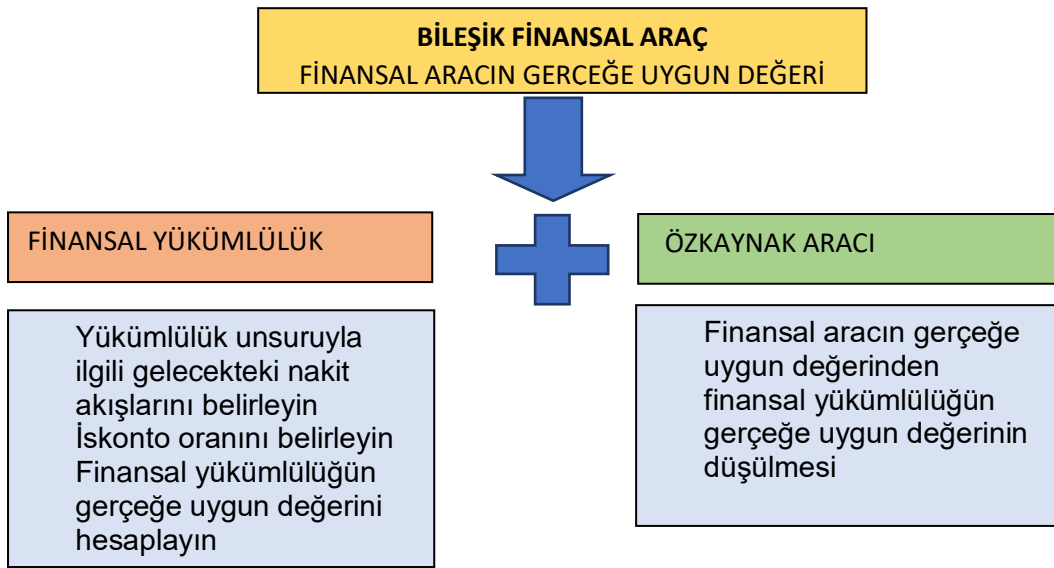 BİLEŞİK FİNANSAL ARAÇ
FİNANSAL ARACIN GERCEĞE UYGUN DEĞERİ
FİNANSAL YÜKÜMLÜLÜK
ÖZKAYNAK ARACI
Yükümlülük unsuruyla
ilgili gelecekteki nakit
akışlarını belirleyin
İskonto oranını belirleyin
Finansal yükümlülüğün
gerçeğe uygun değerini
hesaplayın
Finansal aracın gerçeğe
uygun değerinden
finansal yükümlülüğün
gerçeğe uygun değerinin
düşülmesi